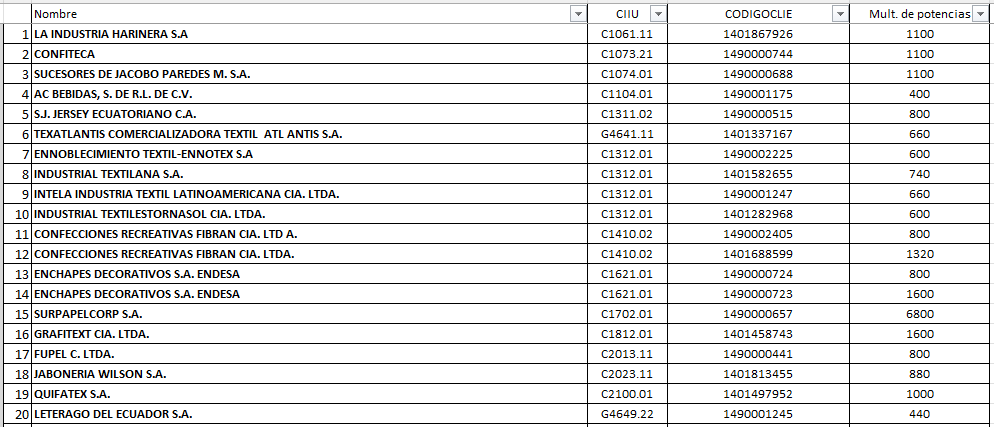 Nombre CIIU CODIGOCLIE Mult. de potencias
1 LA INDUSTRIA HARINERA S.A C1061.11 1401867926 1100
2 CONFITECA C1073.21 1490000744 1100
3 SUCESORES DE JACOBO PAREDES M. S.A. C1074.01 1490000688 1100
4 AC BEBIDAS, S. DE R.L. DE C.V. C1104.01 1490001175 400
5 S.J. JERSEY ECUATORIANO C.A. C1311.02 1490000515 800
6 TEXATLANTIS COMERCIALIZADORA TEXTIL ATL ANTIS S.A. G4641.11 1401337167 660
7 ENNOBLECIMIENTO TEXTIL-ENNOTEX S.A C1312.01 1490002225 600
8 INDUSTRIAL TEXTILANA S.A. C1312.01 1401582655 740
9 INTELA INDUSTRIA TEXTIL LATINOAMERICANA CIA. LTDA. C1312.01 1490001247 660
10 INDUSTRIAL TEXTILESTORNASOL CIA. LTDA. C1312.01 1401282968 600
11 CONFECCIONES RECREATIVAS FIBRAN CIA. LTD A. C1410.02 1490002405 800
12 CONFECCIONES RECREATIVAS FIBRAN CIA. LTDA. C1410.02 1401688599 1320
13 ENCHAPES DECORATIVOS S.A. ENDESA C1621.01 1490000724 800
14 ENCHAPES DECORATIVOS S.A. ENDESA C1621.01 1490000723 1600
15 SURPAPELCORP S.A. C1702.01 1490000657 6800
16 GRAFITEXT CIA. LTDA. C1812.01 1401458743 1600
17 FUPEL C. LTDA. C2013.11 1490000441 800
18 JABONERIA WILSON S.A. C2023.11 1401813455 880
19 QUIFATEX S.A. C2100.01 1401497952 1000
20 LETERAGO DEL ECUADOR S.A. G4649.22 1490001245 440